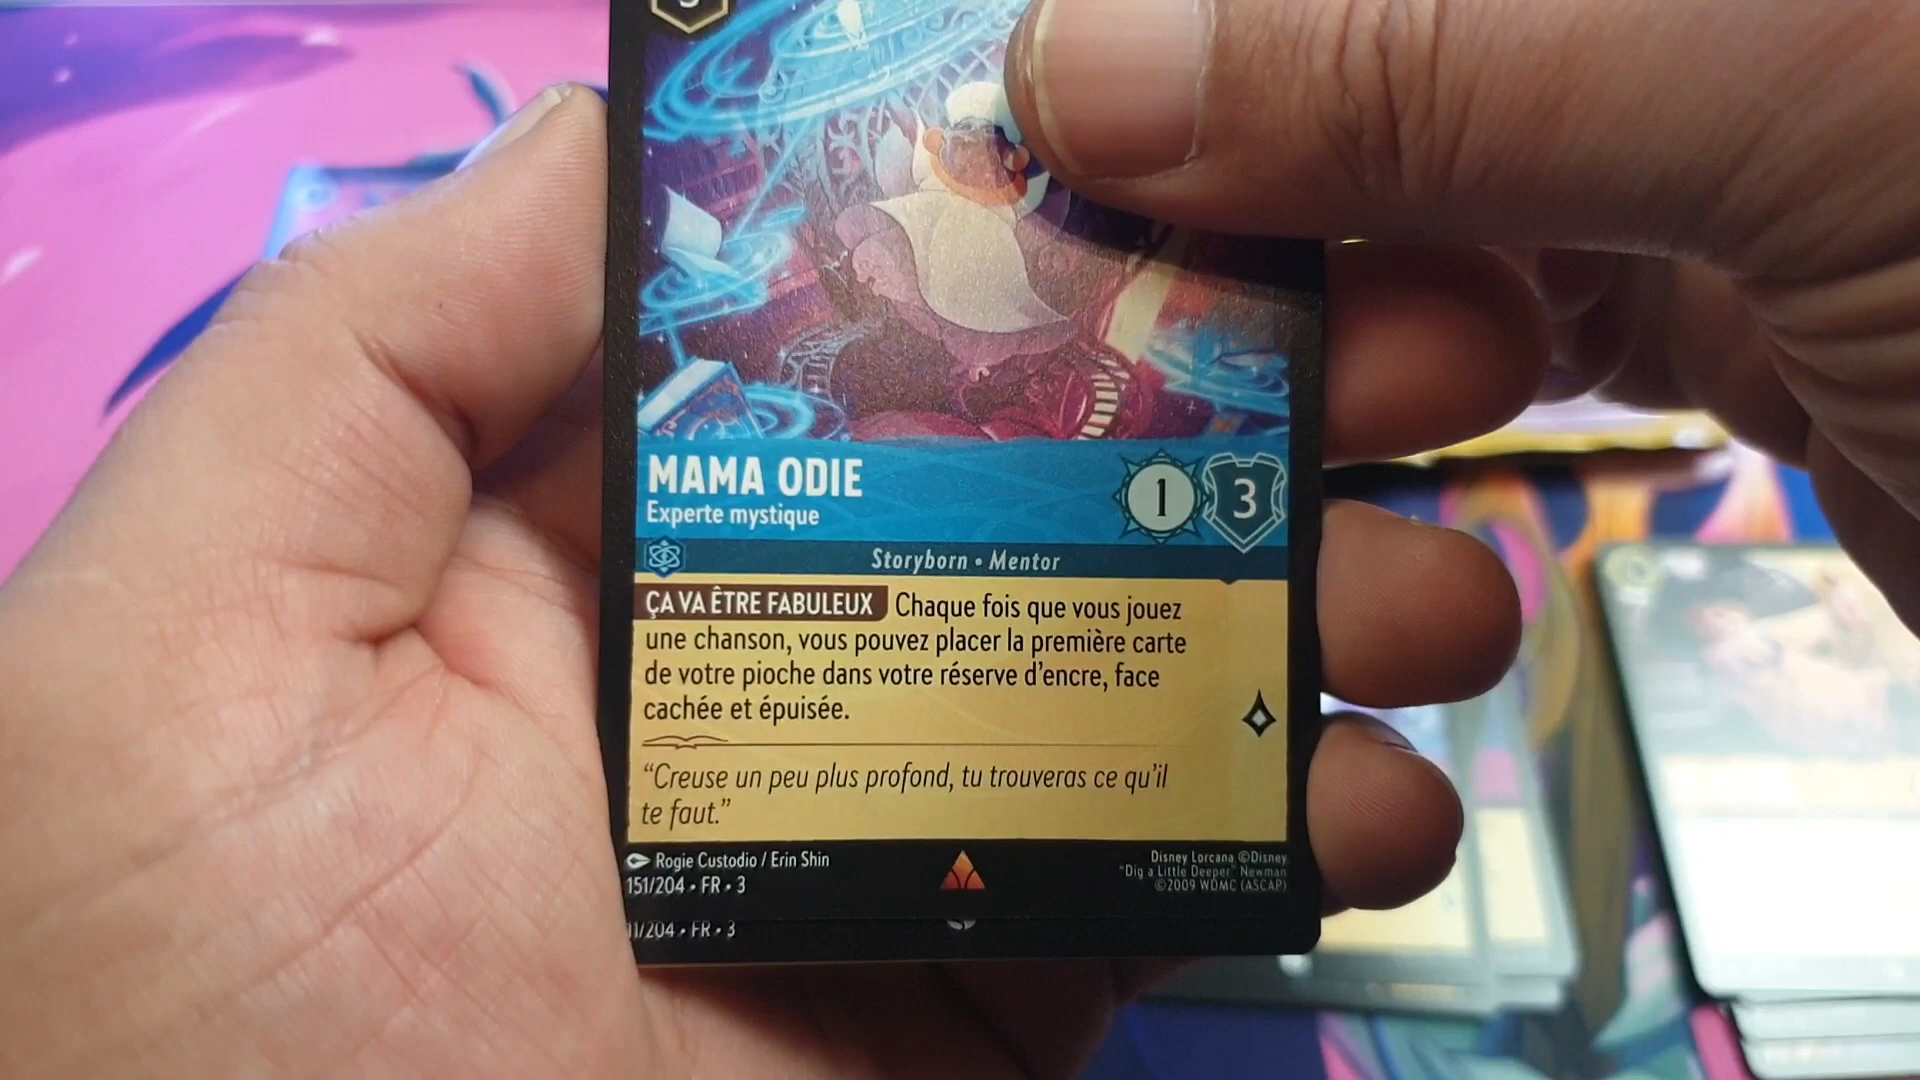 MAMA ODIE
Experte mystique
1
3
Storyborn • Mentor
ÇA VA ÊTRE FABULEUX Chaque fois que vous jouez
une chanson, vous pouvez placer la première carte
de votre pioche dans votre réserve d'encre, face
cachée et épuisée.
“Creuse un peu plus profond, tu trouveras ce qu'il
te faut.”
Rogie Custodio / Erin Shin
151/204 • FR • 3
Disney Lorcana ©Disney
"Dig a Little Deeper" Newman
©2009 WDMC (ASCAP)
/204 • FR • 3